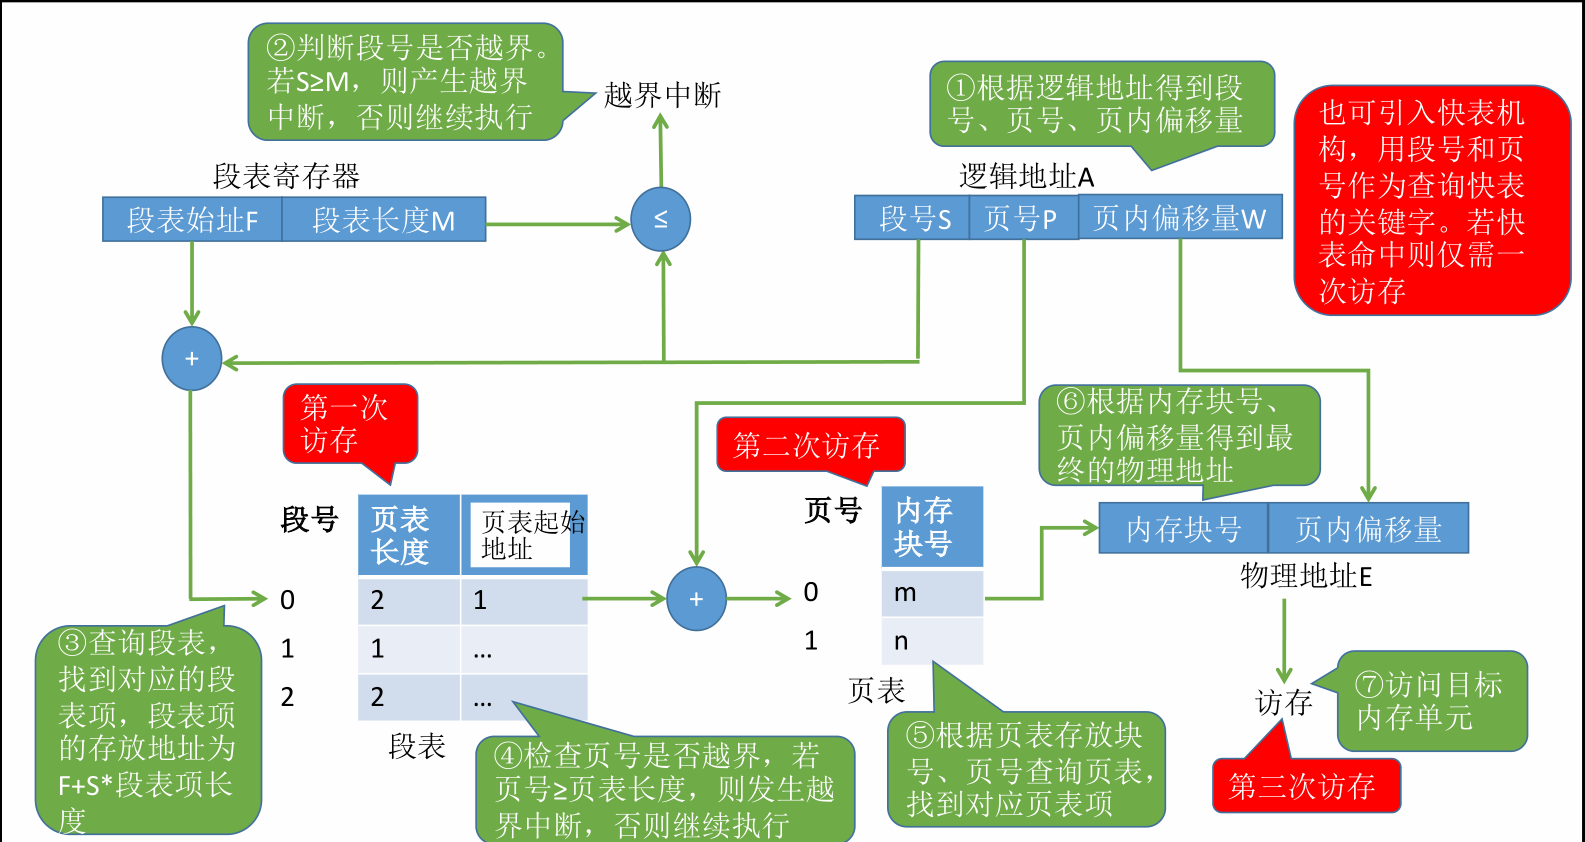 ②判断段号是否越界。
若S≥M，则产生越界
中断，否则继续执行
越界中断
①根据逻辑地址得到段
号、页号、页内偏移量
也可引入快表机
构，用段号和页
号作为查询快表
的关键字。若快
表命中则仅需一
次访存
段表寄存器
段表始址F 段表长度M
≤
逻辑地址A
段号S 页号P 页内偏移量W
+
第一次
访存
第二次访存
⑥根据内存块号、
页内偏移量得到最
终的物理地址
段号 页表长度 页表起始地址
0 2 1
1 1 …
2 2 …
段表
+
页号 内存块号
0 m
1 n
页表
内存块号 页内偏移量
物理地址E
③查询段表，
找到对应的段
表项，段表项
的存放地址为
F+S*段表项长
度
④检查页号是否越界，若
页号≥页表长度，则发生越
界中断，否则继续执行
⑤根据页表存放块
号、页号查询页表，
找到对应页表项
访存
⑦访问目标
内存单元
第三次访存